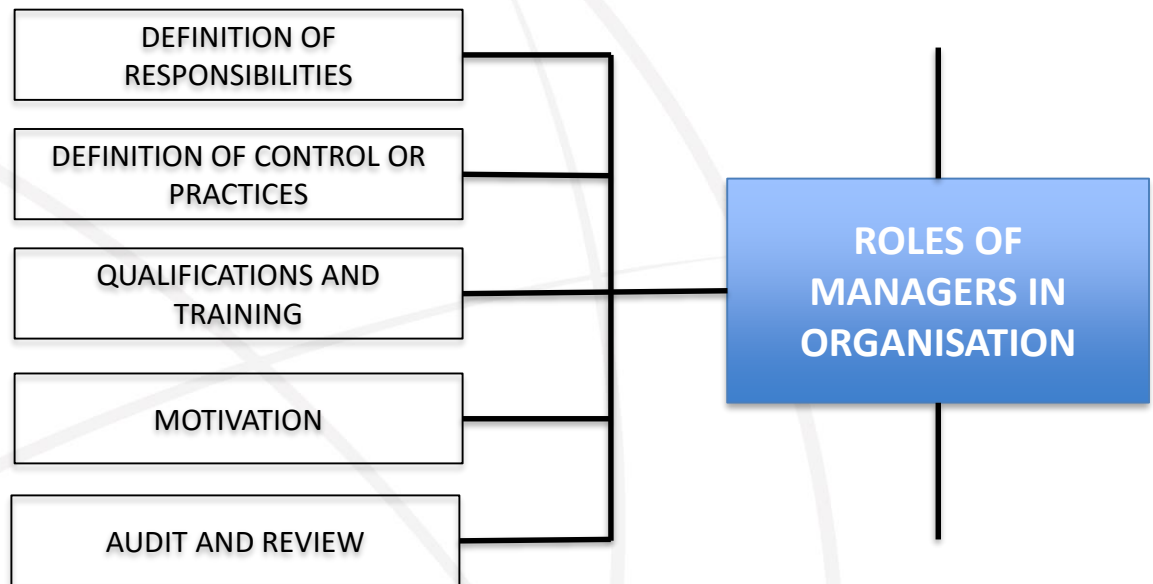 DEFINITION OF
RESPONSIBILITIES
DEFINITION OF CONTROL OR
PRACTICES
QUALIFICATIONS AND
TRAINING
MOTIVATION
AUDIT AND REVIEW
ROLES OF
MANAGERS IN
ORGANISATION